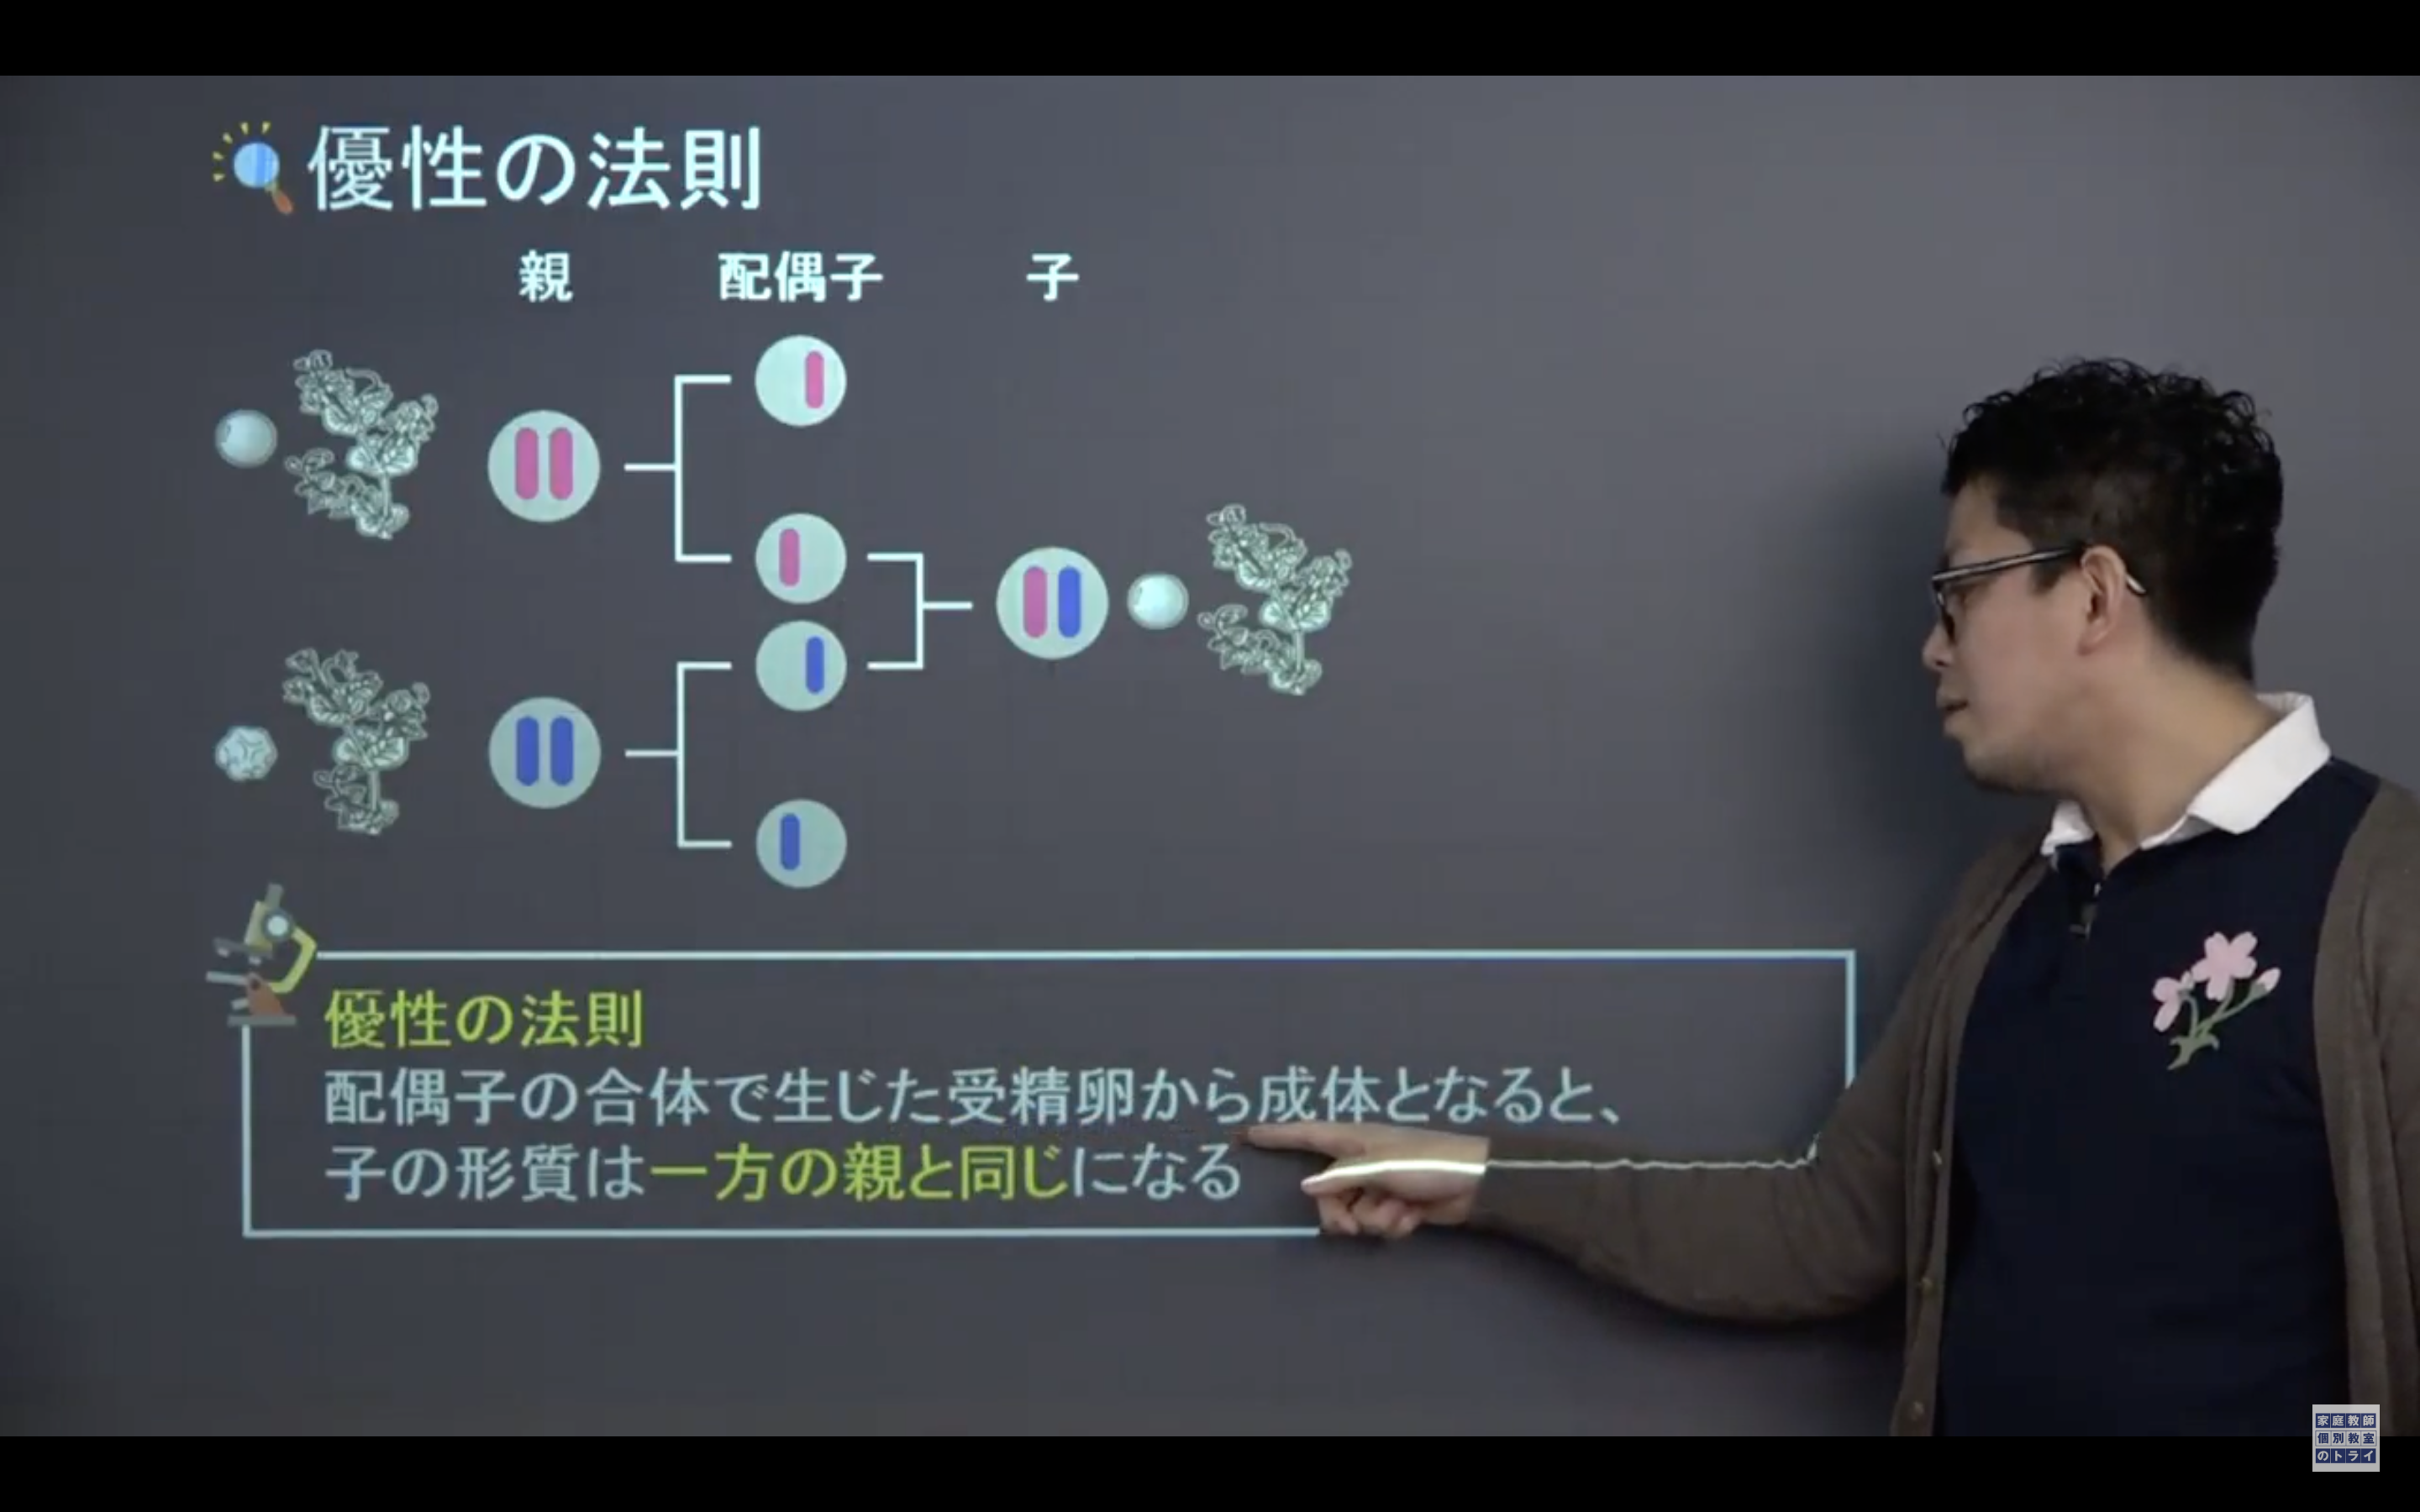 優性の法則
親 配偶子 子
優性の法則
配偶子の合体で生じた受精卵から成体となると、
子の形質は一方の親と同じになる
家庭教師
個別教室
のトライ